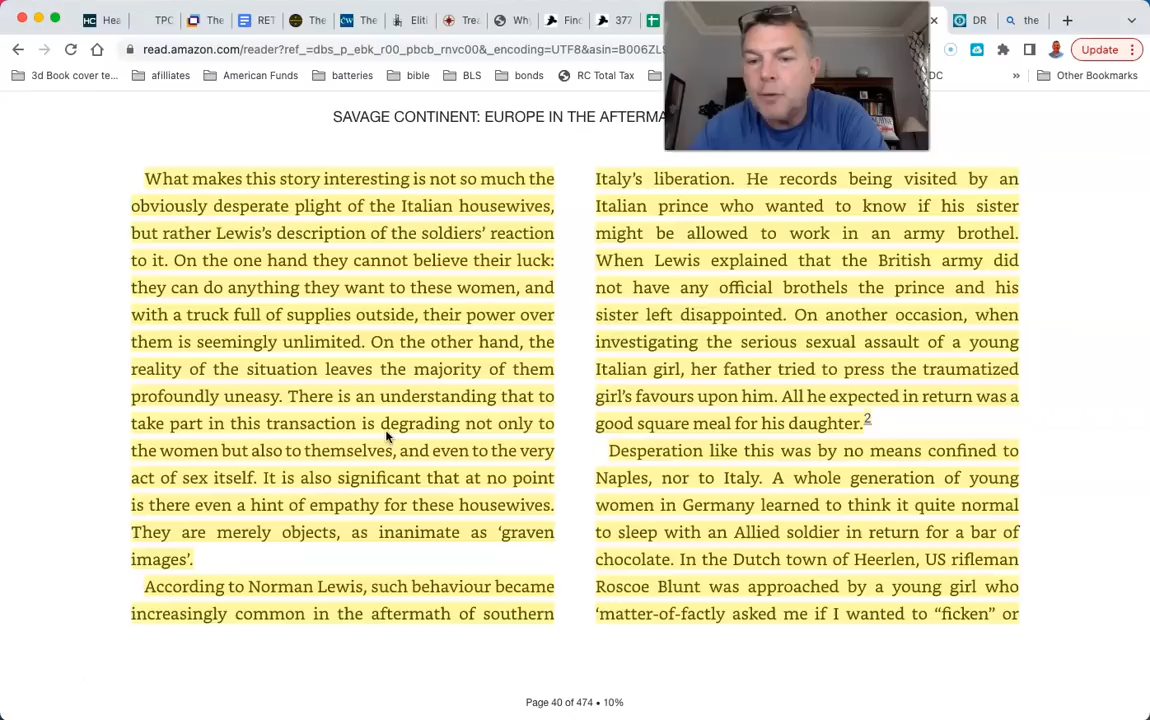 Hea
TPC
The
RET
The
The
Eliti
Trea
Why
Find
377
DR
the
read.amazon.com/reader?ref_=dbs_p_ebk_r00_pbcb_rnvc00&_encoding=UTF8&asin=B006ZL9
Update
3d Book cover te...
afiliates
American Funds
batteries
bible
BLS
bonds
RC Total Tax
DC
»
Other Bookmarks
SAVAGE CONTINENT: EUROPE IN THE AFTERMA
What makes this story interesting is not so much the
obviously desperate plight of the Italian housewives,
but rather Lewis's description of the soldiers' reaction
to it. On the one hand they cannot believe their luck:
they can do anything they want to these women, and
with a truck full of supplies outside, their power over
them is seemingly unlimited. On the other hand, the
reality of the situation leaves the majority of them
profoundly uneasy. There is an understanding that to
take part in this transaction is degrading not only to
the women but also to themselves, and even to the very
act of sex itself. It is also significant that at no point
is there even a hint of empathy for these housewives.
They are merely objects, as inanimate as ‘graven
images’.
According to Norman Lewis, such behaviour became
increasingly common in the aftermath of southern
Italy's liberation. He records being visited by an
Italian prince who wanted to know if his sister
might be allowed to work in an army brothel.
When Lewis explained that the British army did
not have any official brothels the prince and his
sister left disappointed. On another occasion, when
investigating the serious sexual assault of a young
Italian girl, her father tried to press the traumatized
girl's favours upon him. All he expected in return was a
good square meal for his daughter.2
Desperation like this was by no means confined to
Naples, nor to Italy. A whole generation of young
women in Germany learned to think it quite normal
to sleep with an Allied soldier in return for a bar of
chocolate. In the Dutch town of Heerlen, US rifleman
Roscoe Blunt was approached by a young girl who
‘matter-of-factly asked me if I wanted to “ficken” or
Page 40 of 474 • 10%